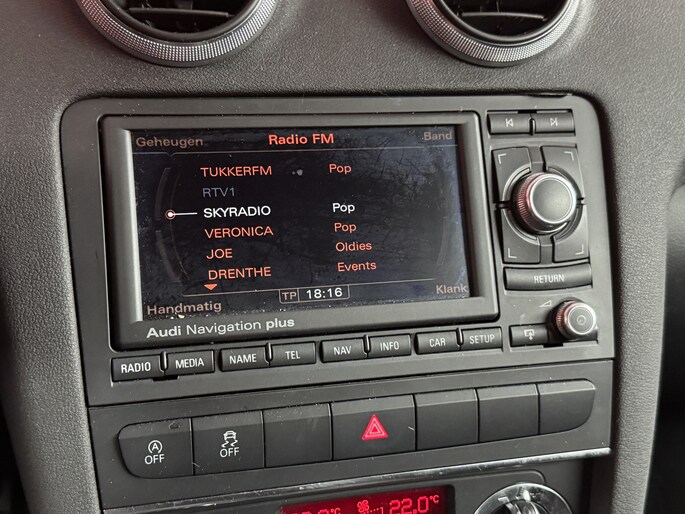 Geheugen Radio FM Band
TUKKERFM Pop
RTV1
SKYRADIO Pop
VERONICA Pop
JOE Oldies
DRENTHE Events
Handmatig TP 18:16 Klank
Audi Navigation plus
RETURN
RADIO MEDIA NAME TEL NAV INFO CAR SETUP
A OFF OFF
22.0°C